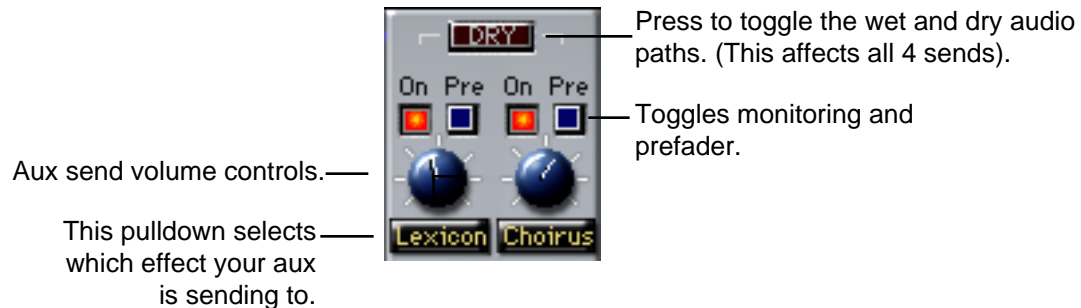 DRY
Press to toggle the wet and dry audio
paths. (This affects all 4 sends).
On Pre On Pre
Toggles monitoring and
prefader.
Aux send volume controls.
Lexicon Choirus
This pulldown selects
which effect your aux
is sending to.